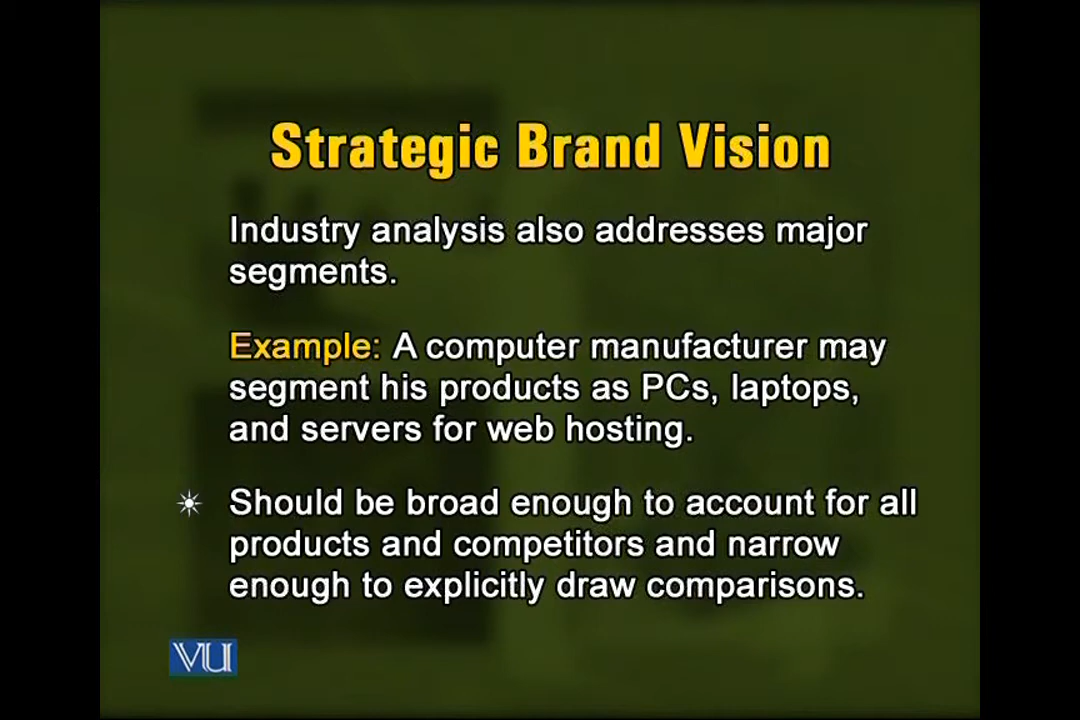 Strategic Brand Vision
Industry analysis also addresses major
segments.
Example: A computer manufacturer may
segment his products as PCs, laptops,
and servers for web hosting.
Should be broad enough to account for all
products and competitors and narrow
enough to explicitly draw comparisons.
VU